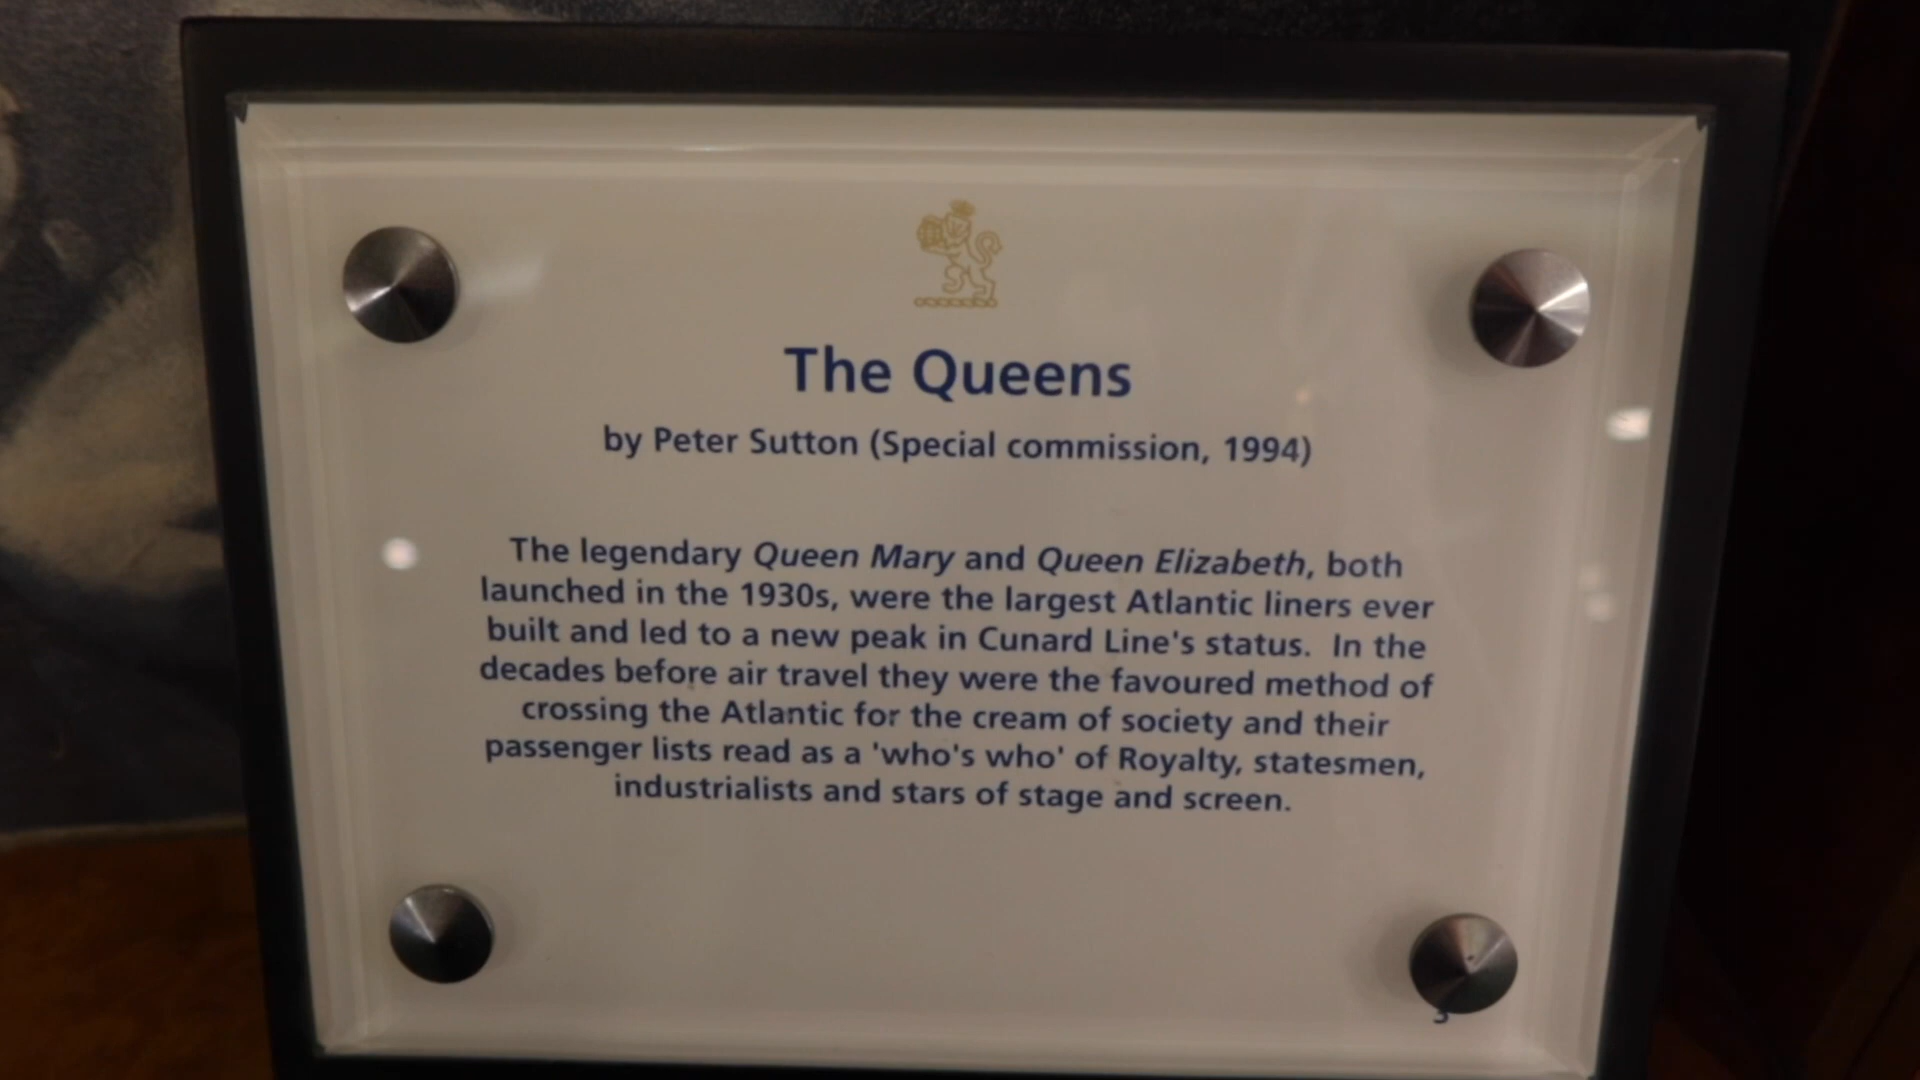 The Queens
by Peter Sutton (Special commission, 1994)
The legendary Queen Mary and Queen Elizabeth, both
launched in the 1930s, were the largest Atlantic liners ever
built and led to a new peak in Cunard Line's status. In the
decades before air travel they were the favoured method of
crossing the Atlantic for the cream of society and their
passenger lists read as a 'who's who' of Royalty, statesmen,
industrialists and stars of stage and screen.